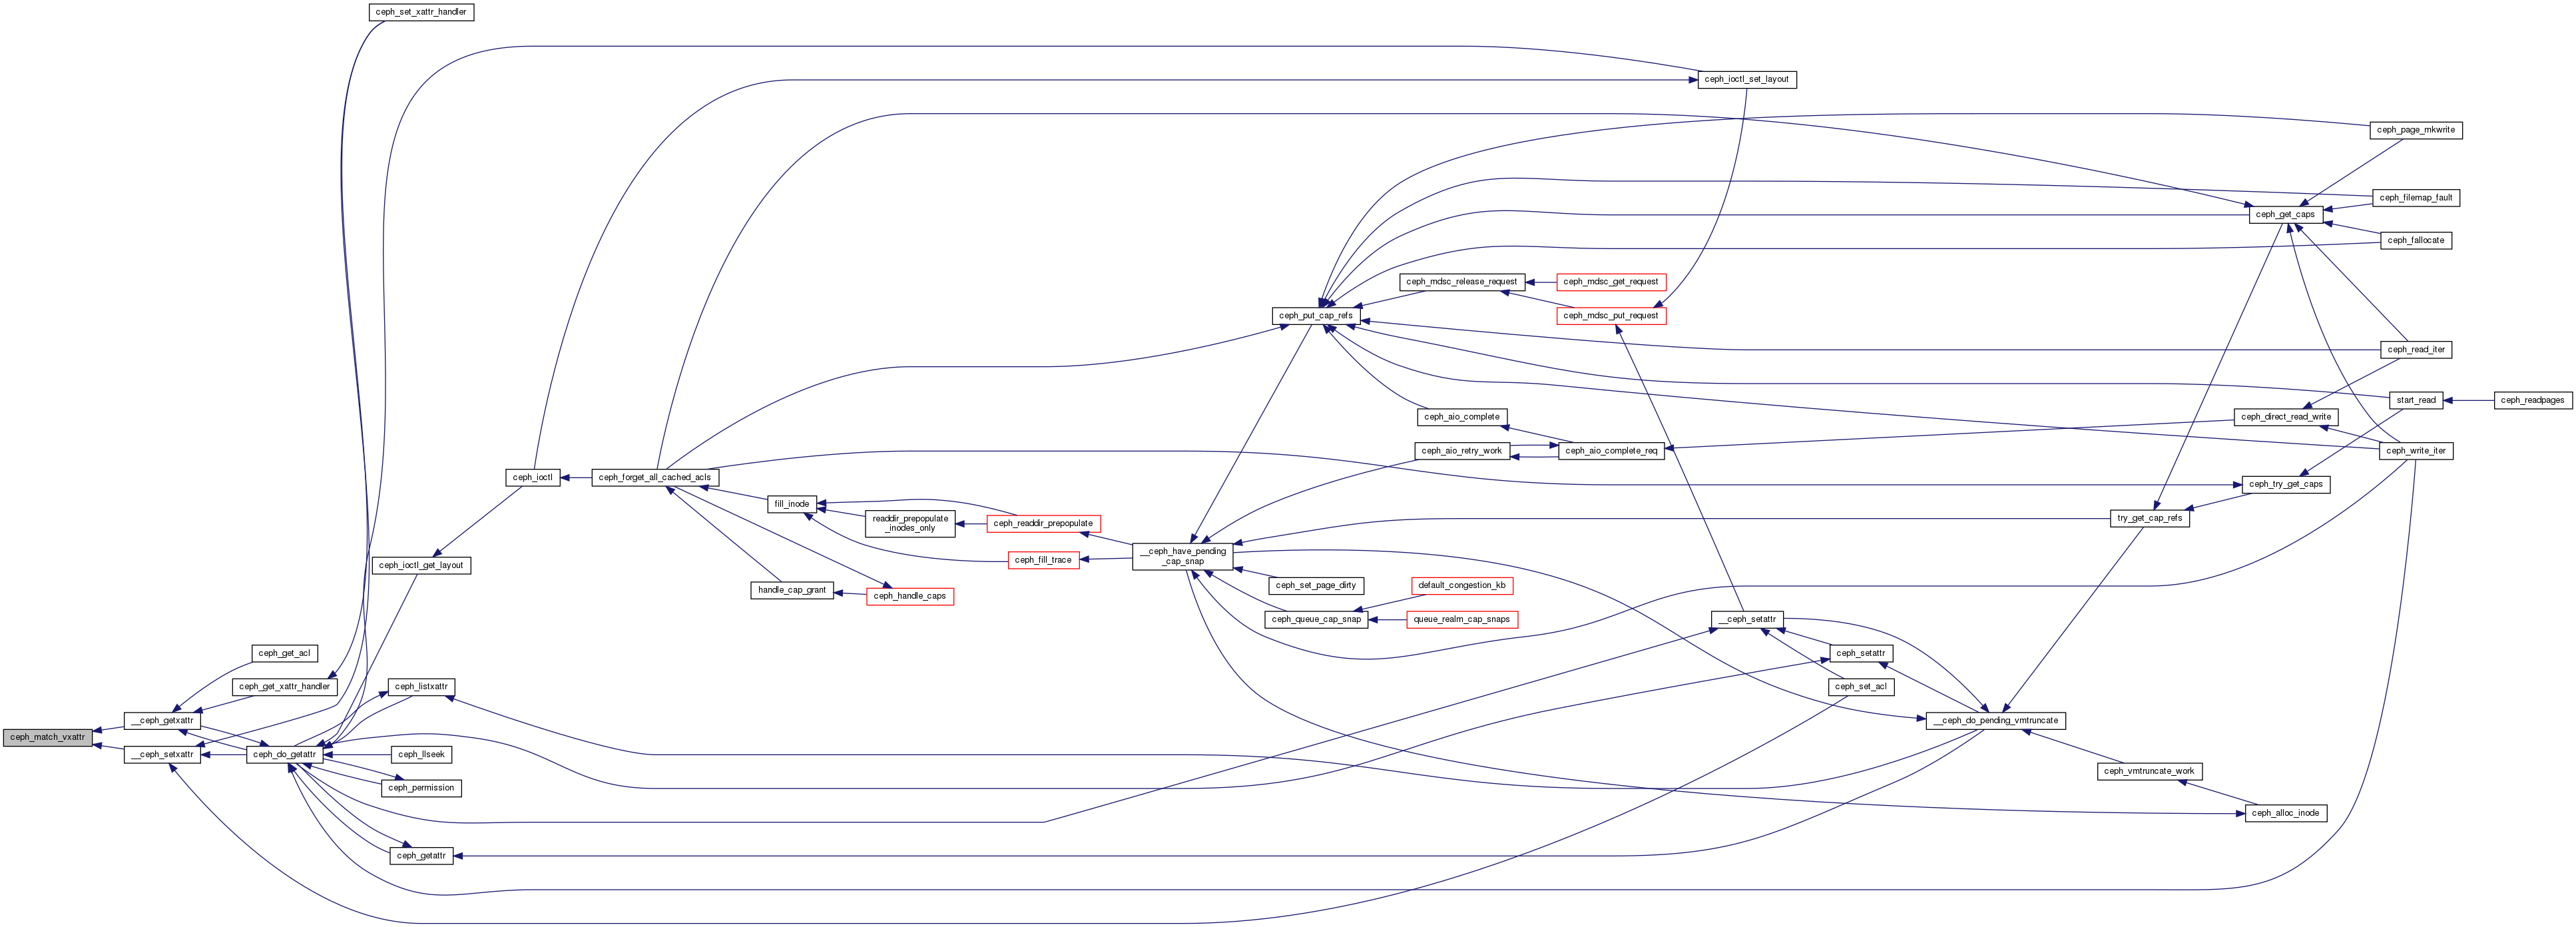 ceph_set_xattr_handler
ceph_ioctl_set_layout
ceph_page_mkwrite
ceph_filemap_fault
ceph_get_caps
ceph_fallocate
ceph_mdsc_release_request
ceph_mdsc_get_request
ceph_put_cap_refs
ceph_mdsc_put_request
ceph_read_iter
start_read
ceph_readpages
ceph_aio_complete
ceph_direct_read_write
ceph_aio_retry_work
ceph_aio_complete_req
ceph_write_iter
ceph_ioctl
ceph_forget_all_cached_acls
ceph_try_get_caps
fill_inode
readdir_prepopulate
_inodes_only
ceph_readdir_prepopulate
try_get_cap_refs
__ceph_have_pending
_cap_snap
ceph_fill_trace
ceph_ioctl_get_layout
ceph_set_page_dirty
default_congestion_kb
handle_cap_grant
ceph_handle_caps
ceph_queue_cap_snap
queue_realm_cap_snaps
__ceph_setattr
ceph_get_acl
ceph_setattr
ceph_get_xattr_handler
ceph_listxattr
ceph_set_acl
__ceph_getxattr
__ceph_do_pending_vmtruncate
ceph_match_vxattr
__ceph_setxattr
ceph_do_getattr
ceph_llseek
ceph_vmtruncate_work
ceph_permission
ceph_alloc_inode
ceph_getattr